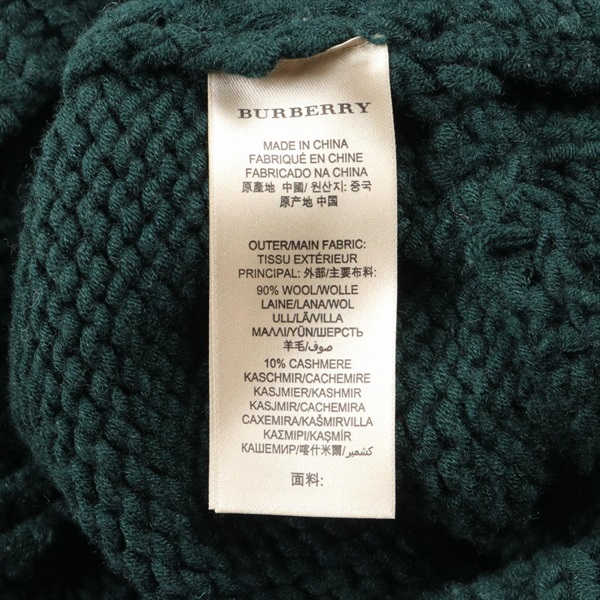 BURBERRY
MADE IN CHINA
FABRIQUÉ EN CHINE
FABRICADO NA CHINA
原產地 中國/ 원산지: 중국
原产地 中国
OUTER/MAIN FABRIC:
TISSU EXTÉRIEUR
PRINCIPAL: 外部/主要布料:
90% WOOL/WOLLE
LAINE/LANA/WOL
ULL/LÃ/VILLA
ΜΑΛΛΙ/YÜN/ШЕРСТЬ
羊毛/صوف/
10% CASHMERE
KASCHMIR/CACHEMIRE
KASJMIER/KASHMIR
KASJMIR/CACHEMIRA
CAXEMIRA/KAŠMIRVILLA
ΚΑΣΜΙΡΙ/KAŞMİR
КАШЕМИР/喀什米爾/كشمير/
面料: